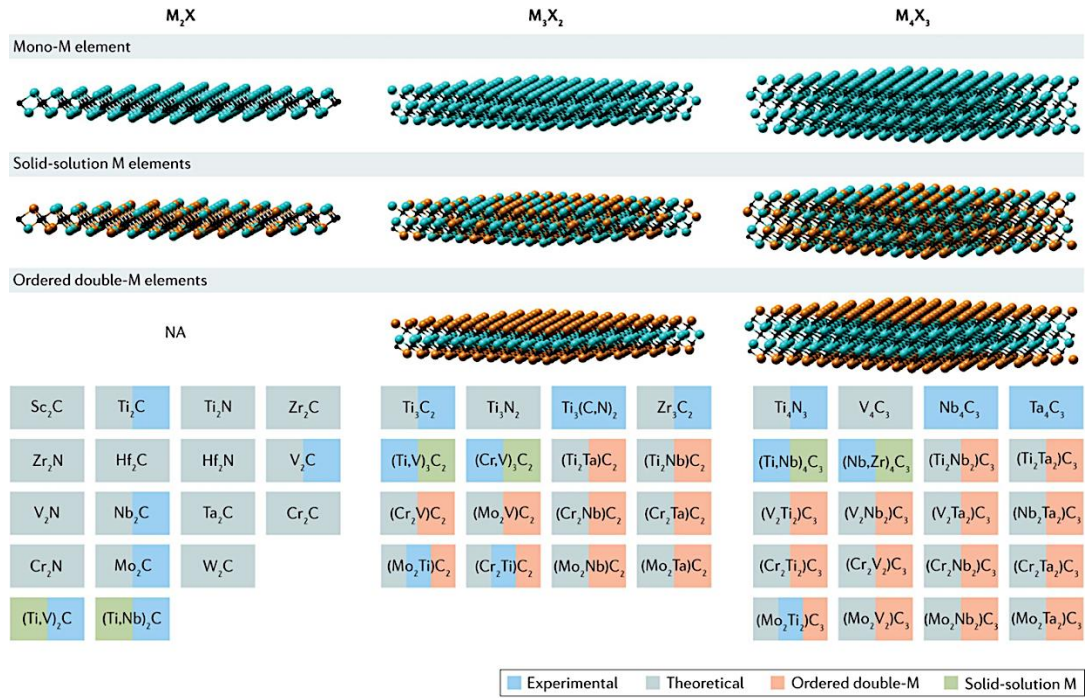 M₂X M₃X₂ M₄X₃
Mono-M element
Solid-solution M elements
Ordered double-M elements
NA
Sc₂C Ti₂C Ti₂N Zr₂C Ti₃C₂ Ti₃N₂ Ti₃(C,N)₂ Zr₃C₂ Ti₄N₃ V₄C₃ Nb₄C₃ Ta₄C₃
Zr₂N Hf₂C Hf₂N V₂C (Ti,V)₃C₂ (Cr,V)₃C₂ (Ti₂Ta)C₂ (Ti₂Nb)C₂ (Ti,Nb)₄C₃ (Nb,Zr)₄C₃ (Ti₂Nb₂)C₃ (Ti₂Ta₂)C₃
V₂N Nb₂C Ta₂C Cr₂C (Cr₂V)C₂ (Mo₂V)C₂ (Cr₂Nb)C₂ (Cr₂Ta)C₂ (V₂Ti₂)C₃ (V₂Nb₂)C₃ (V₂Ta₂)C₃ (Nb₂Ta₂)C₃
Cr₂N Mo₂C W₂C (Mo₂Ti)C₂ (Cr₂Ti)C₂ (Mo₂Nb)C₂ (Mo₂Ta)C₂ (Cr₂Ti₂)C₃ (Cr₂V₂)C₃ (Cr₂Nb₂)C₃ (Cr₂Ta₂)C₃
(Ti,V)₂C (Ti,Nb)₂C (Mo₂Ti₂)C₃ (Mo₂V₂)C₃ (Mo₂Nb₂)C₃ (Mo₂Ta₂)C₃
Experimental Theoretical Ordered double-M Solid-solution M